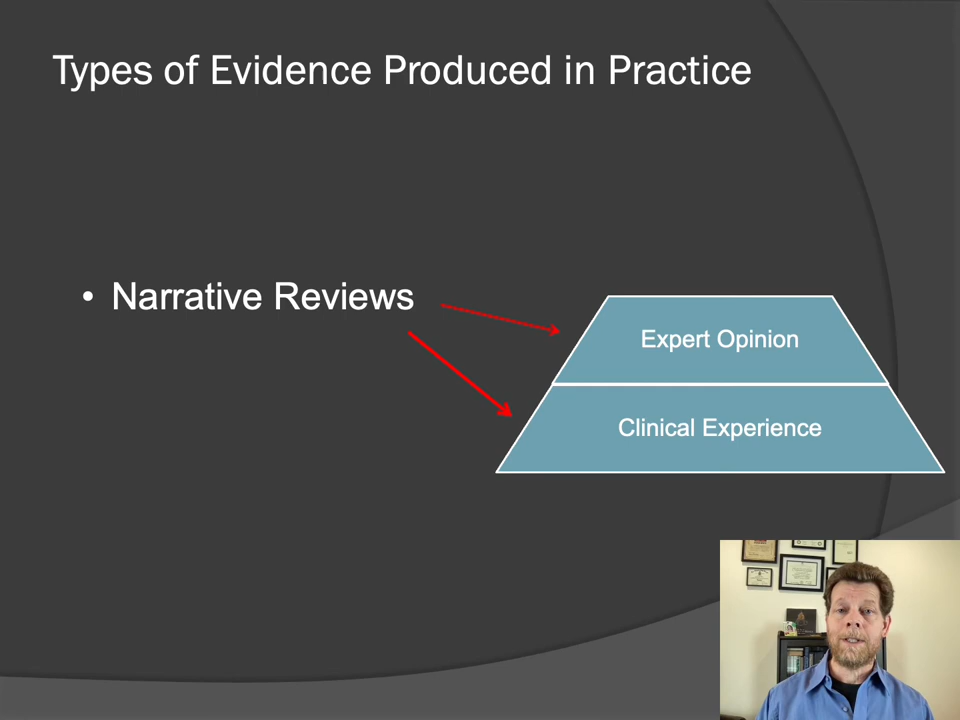 Types of Evidence Produced in Practice
• Narrative Reviews
Expert Opinion
Clinical Experience